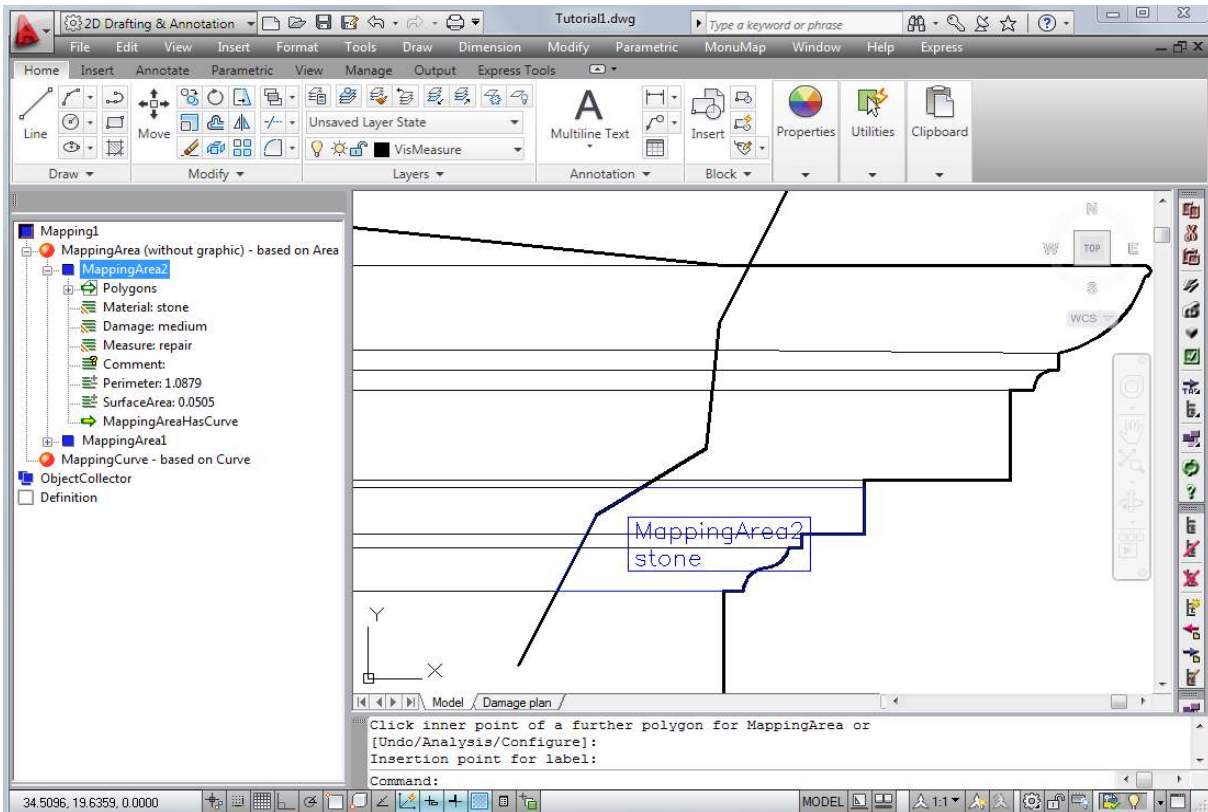 2D Drafting & Annotation
Tutorial1.dwg
Type a keyword or phrase
File Edit View Insert Format Tools Draw Dimension Modify Parametric MonuMap Window Help Express
Home Insert Annotate Parametric View Manage Output Express Tools
Line
Move
Unsaved Layer State
VisMeasure
A
Multiline Text
Insert
Properties
Utilities
Clipboard
Draw
Modify
Layers
Annotation
Block
Mapping1
MappingArea (without graphic) - based on Area
MappingArea2
Polygons
Material: stone
Damage: medium
Measure: repair
Comment:
Perimeter: 1.0879
SurfaceArea: 0.0505
MappingAreaHasCurve
MappingArea1
MappingCurve - based on Curve
ObjectCollector
Definition
N
W
TOP
E
S
WCS
MappingArea2
stone
Y
X
Model
Damage plan
TAG
Click inner point of a further polygon for MappingArea or
[Undo/Analysis/Configure]:
Insertion point for label:
Command:
34.5096, 19.6359, 0.0000
MODEL
1:1